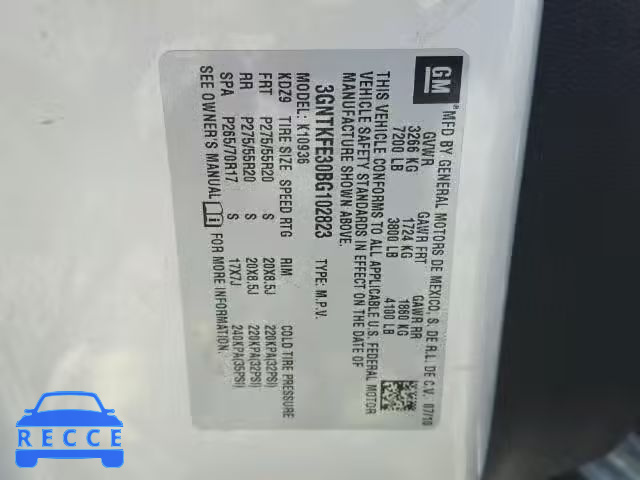 GM
®
MFD BY GENERAL MOTORS DE MEXICO, S. DE R.L. DE C.V. 07/10
GVWR GAWR FRT GAWR RR
3266 KG 1724 KG 1860 KG
7200 LB 3800 LB 4100 LB
THIS VEHICLE CONFORMS TO ALL APPLICABLE U.S. FEDERAL MOTOR
VEHICLE SAFETY STANDARDS IN EFFECT ON THE DATE OF
MANUFACTURE SHOWN ABOVE.
3GNTKFE30BG102823 TYPE: M.P.V.
K10936
KDZ9 TIRE SIZE SPEED RTG RIM COLD TIRE PRESSURE
FRT P275/55R20 S 20X8.5J 220KPA(32PSI)
RR P275/55R20 S 20X8.5J 220KPA(32PSI)
SPA P265/70R17 S 17X7J 240KPA(35PSI)
SEE OWNER'S MANUAL FOR MORE INFORMATION.
RECCE